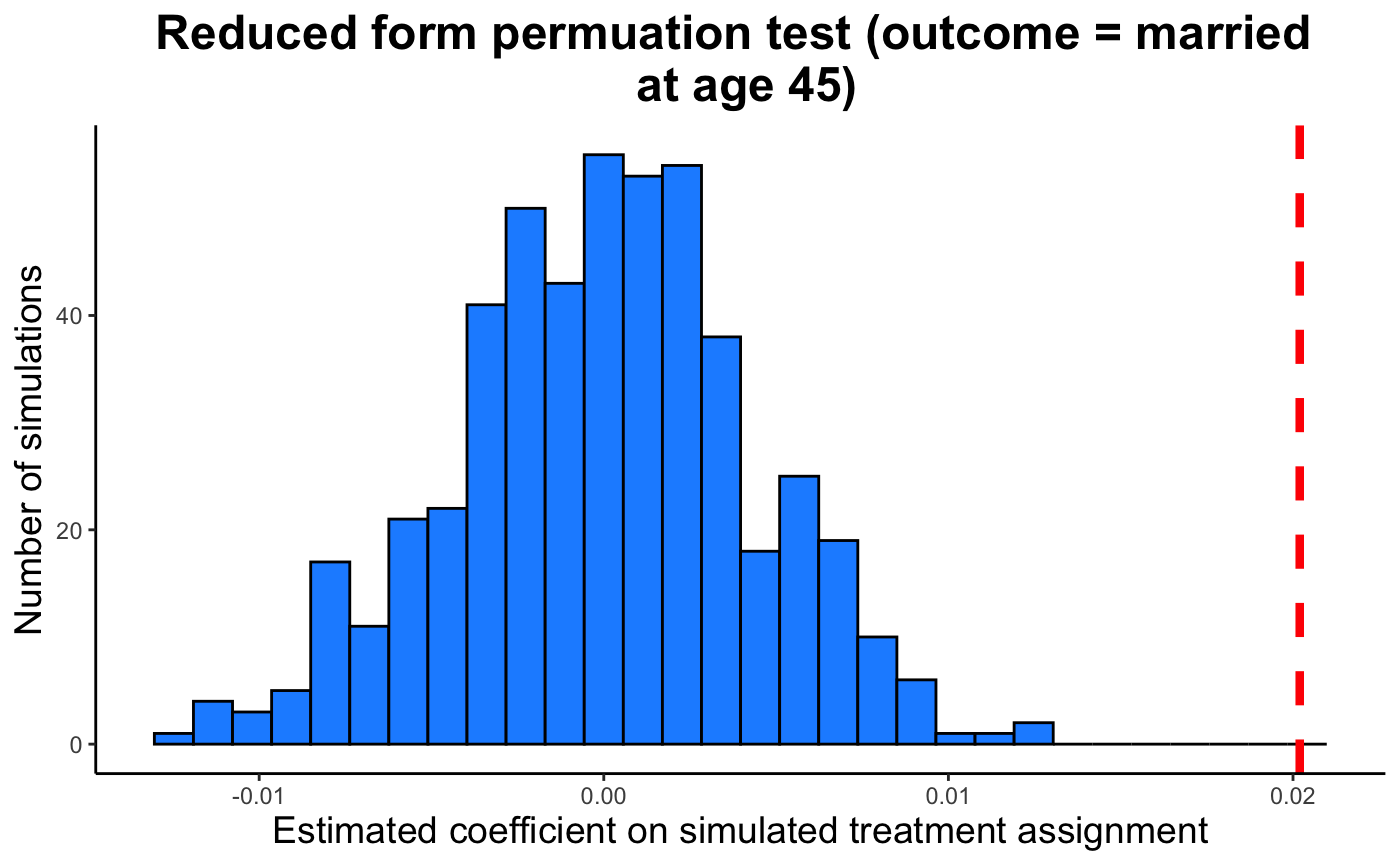 Reduced form permuation test (outcome = married
at age 45)
Number of simulations
40
20
0
-0.01
0.00
0.01
0.02
Estimated coefficient on simulated treatment assignment